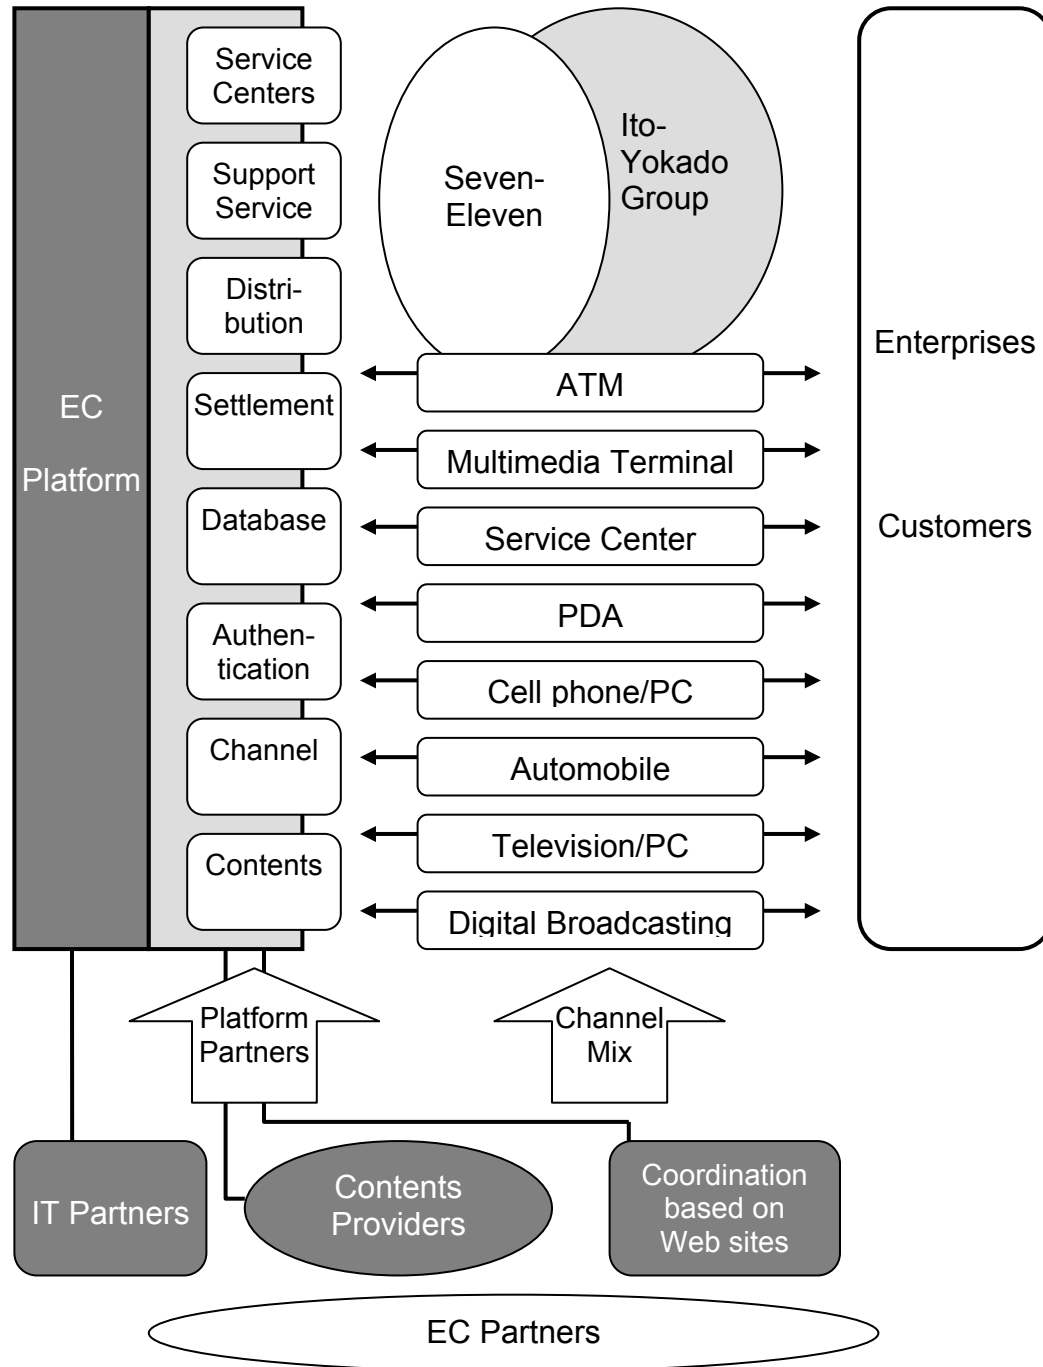 EC
Platform
Service
Centers
Support
Service
Distri-
bution
Settlement
Database
Authen-
tication
Channel
Contents
Seven-
Eleven
Ito-
Yokado
Group
ATM
Multimedia Terminal
Service Center
PDA
Cell phone/PC
Automobile
Television/PC
Digital Broadcasting
Enterprises
Customers
Platform
Partners
Channel
Mix
IT Partners
Contents
Providers
Coordination
based on
Web sites
EC Partners